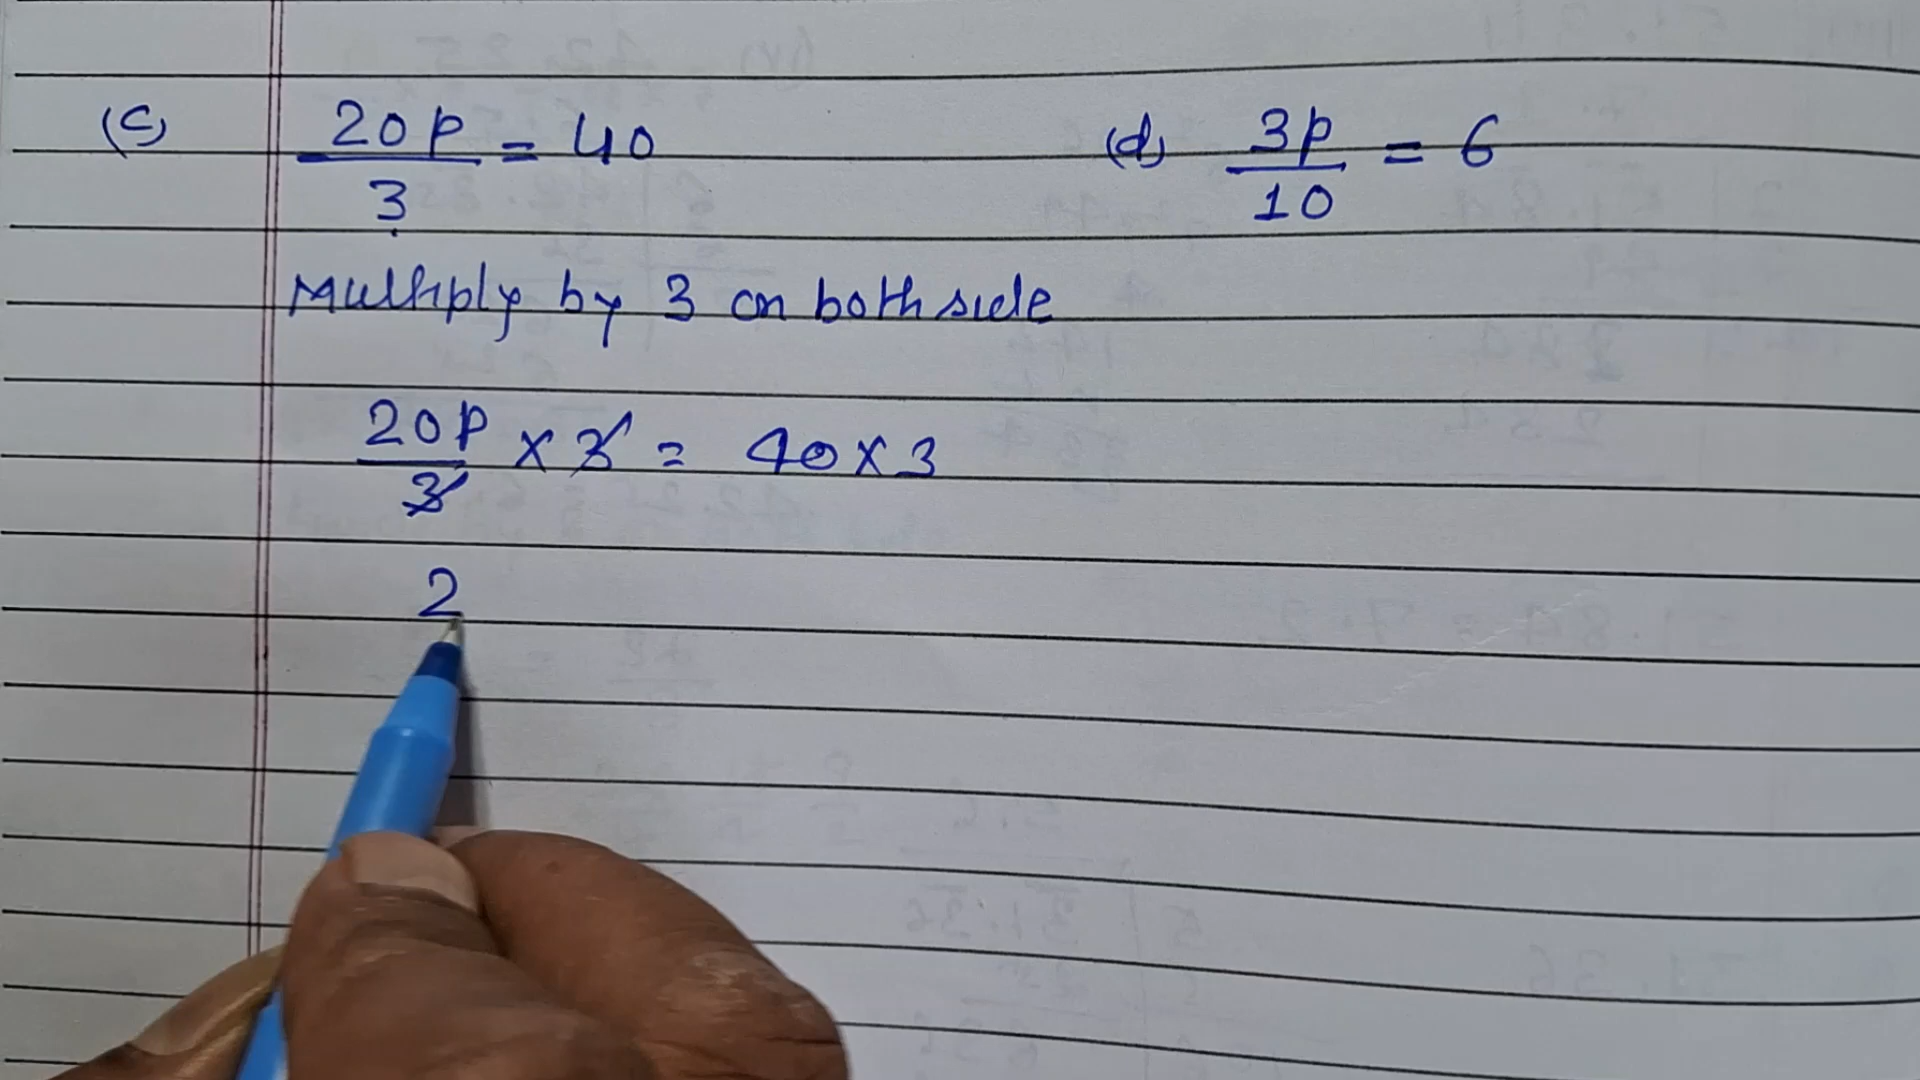 (c) 20p/3 = 40
(d) 3p/10 = 6
Multiply by 3 on both side
20p/3 × 3 = 40 × 3
2